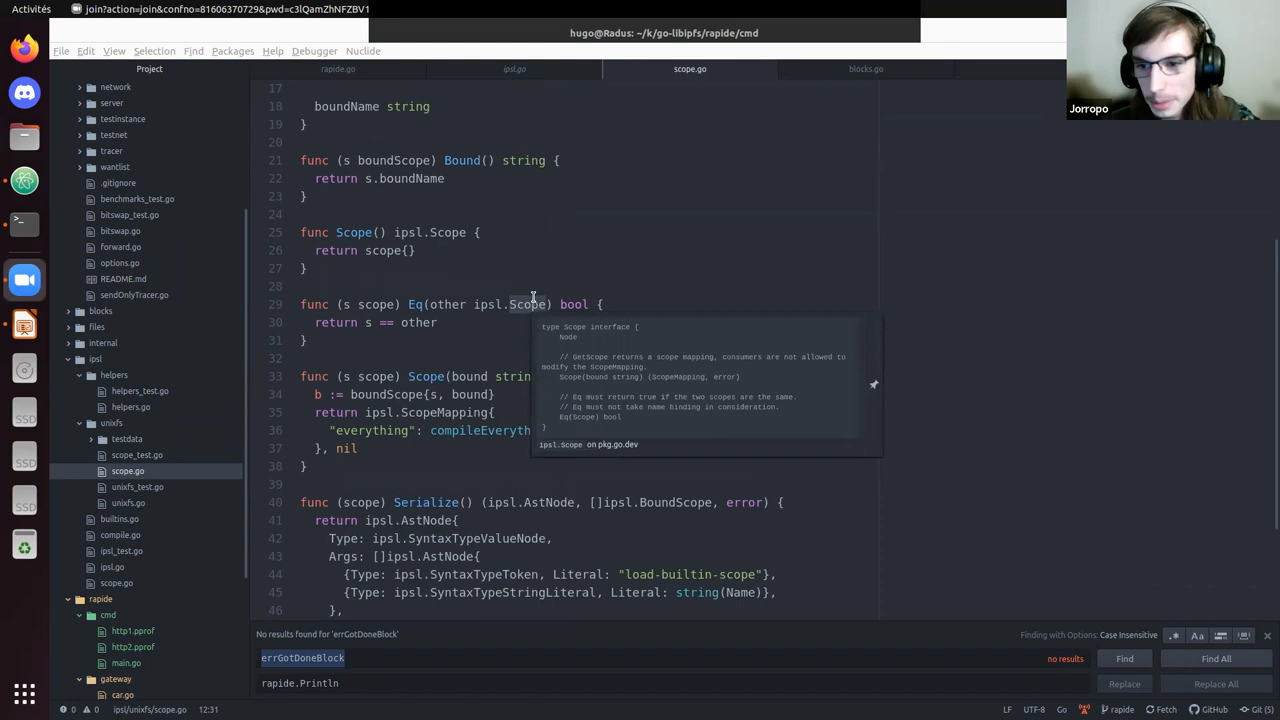 Activités
join?action=join&confno=81606370729&pwd=c3lQamZhNFZBV1
hugo@Radus: ~/k/go-libipfs/rapide/cmd
Jorropo
File Edit View Selection Find Packages Help Debugger Nuclide
Project
rapide.go
ipsl.go
scope.go
blocks.go
network
server
testinstance
testnet
tracer
wantlist
.gitignore
benchmarks_test.go
bitswap_test.go
bitswap.go
forward.go
options.go
README.md
sendOnlyTracer.go
blocks
files
internal
ipsl
helpers
helpers_test.go
helpers.go
unixfs
testdata
scope_test.go
scope.go
unixfs_test.go
unixfs.go
builtins.go
compile.go
ipsl_test.go
ipsl.go
scope.go
rapide
cmd
http1.pprof
http2.pprof
main.go
gateway
car.go
17
18 boundName string
19 }
20
21 func (s boundScope) Bound() string {
22 return s.boundName
23 }
24
25 func Scope() ipsl.Scope {
26 return scope{}
27 }
28
29 func (s scope) Eq(other ipsl.Scope) bool {
30 return s == other
31 }
32
33 func (s scope) Scope(bound strin
34 b := boundScope{s, bound}
35 return ipsl.ScopeMapping{
36 "everything": compileEveryth
37 }, nil
38 }
39
40 func (scope) Serialize() (ipsl.AstNode, []ipsl.BoundScope, error) {
41 return ipsl.AstNode{
42 Type: ipsl.SyntaxTypeValueNode,
43 Args: []ipsl.AstNode{
44 {Type: ipsl.SyntaxTypeToken, Literal: "load-builtin-scope"},
45 {Type: ipsl.SyntaxTypeStringLiteral, Literal: string(Name)},
46 },
type Scope interface {
Node
// GetScope returns a scope mapping, consumers are not allowed to
modify the ScopeMapping.
Scope(bound string) (ScopeMapping, error)
// Eq must return true if the two scopes are the same.
// Eq must not take name binding in consideration.
Eq(Scope) bool
}
ipsl.Scope on pkg.go.dev
No results found for 'errGotDoneBlock'
Finding with Options: Case Insensitive
.* Aa
errGotDoneBlock
no results
Find
Find All
rapide.Println
Replace
Replace All
0 0 ipsl/unixfs/scope.go 12:31
LF UTF-8 Go rapide Fetch GitHub Git (5)